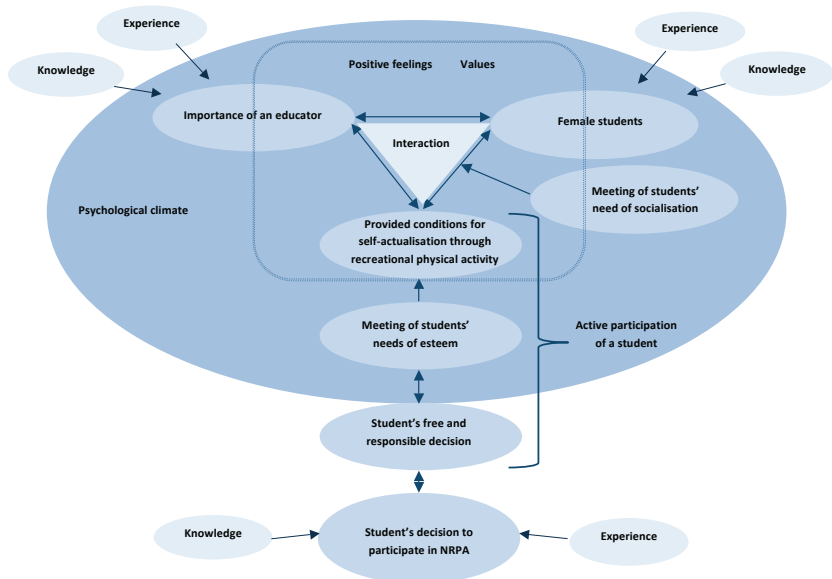 Experience
Experience
Knowledge
Knowledge
Positive feelings Values
Importance of an educator
Female students
Interaction
Meeting of students’
need of socialisation
Psychological climate
Provided conditions for
self-actualisation through
recreational physical activity
Meeting of students’
needs of esteem
Active participation
of a student
Student’s free and
responsible decision
Knowledge
Student’s decision to
participate in NRPA
Experience